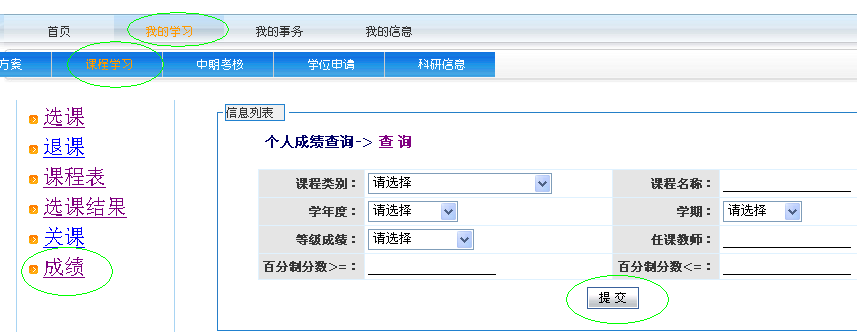 首页 我的学习 我的事务 我的信息
方案 课程学习 中期考核 学位申请 科研信息
选课
退课
课程表
选课结果
关课
成绩
信息列表
个人成绩查询-> 查 询
课程类别： 请选择 课程名称：
学年度： 请选择 学期： 请选择
等级成绩： 请选择 任课教师：
百分制分数>=： 百分制分数<=：
提 交